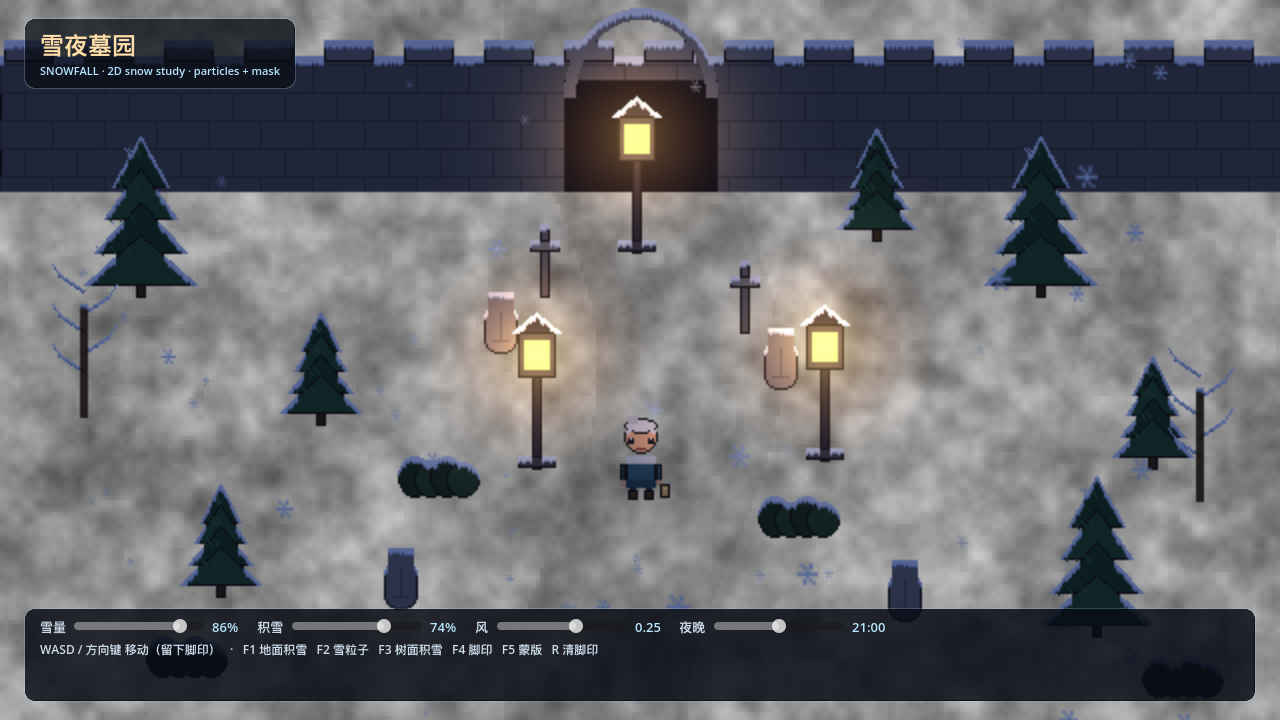 雪夜墓园
SNOWFALL · 2D snow study · particles + mask
雪量 86% 积雪 74% 风 0.25 夜晚 21:00
WASD / 方向键 移动（留下脚印） · F1 地面积雪 F2 雪粒子 F3 树面积雪 F4 脚印 F5 蒙版 R 清脚印